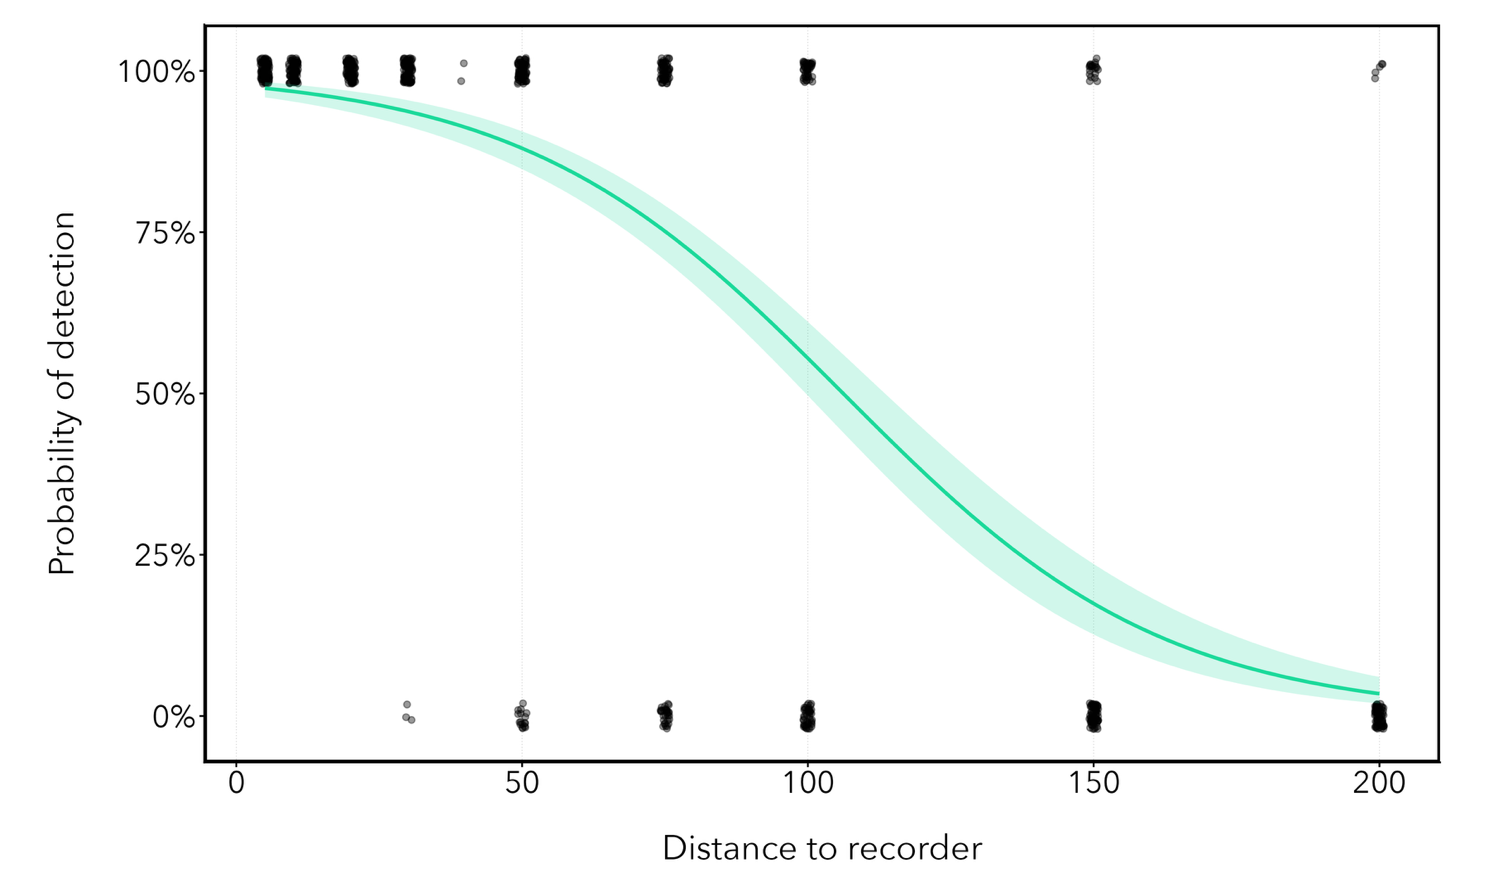 Probability of detection
100%
75%
50%
25%
0%
0 50 100 150 200
Distance to recorder